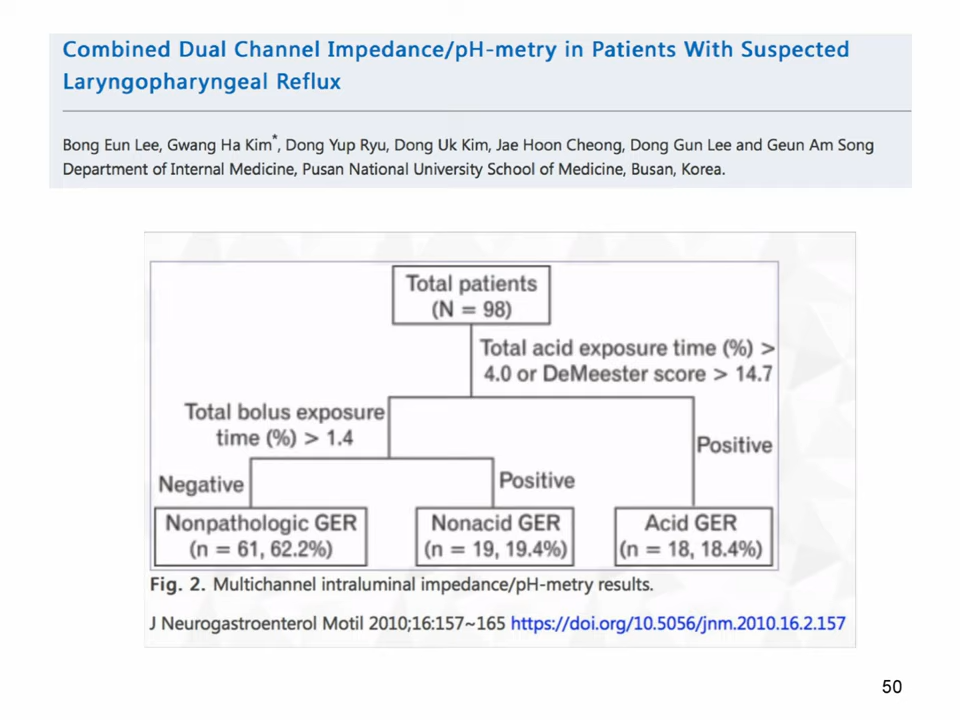 Combined Dual Channel Impedance/pH-metry in Patients With Suspected
Laryngopharyngeal Reflux
Bong Eun Lee, Gwang Ha Kim*, Dong Yup Ryu, Dong Uk Kim, Jae Hoon Cheong, Dong Gun Lee and Geun Am Song
Department of Internal Medicine, Pusan National University School of Medicine, Busan, Korea.
Total patients
(N = 98)
Total acid exposure time (%) >
4.0 or DeMeester score > 14.7
Total bolus exposure
time (%) > 1.4
Positive
Negative
Positive
Nonpathologic GER
(n = 61, 62.2%)
Nonacid GER
(n = 19, 19.4%)
Acid GER
(n = 18, 18.4%)
Fig. 2. Multichannel intraluminal impedance/pH-metry results.
J Neurogastroenterol Motil 2010;16:157~165 https://doi.org/10.5056/jnm.2010.16.2.157
50